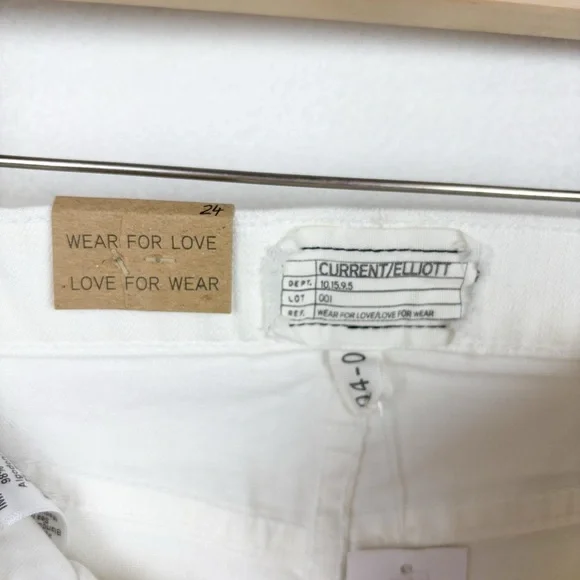 24
WEAR FOR LOVE
LOVE FOR WEAR
CURRENT/ELLIOTT
DEPT. 10.15.9.5
LOT 001
REF. WEAR FOR LOVE/LOVE FOR WEAR
24-0
98%